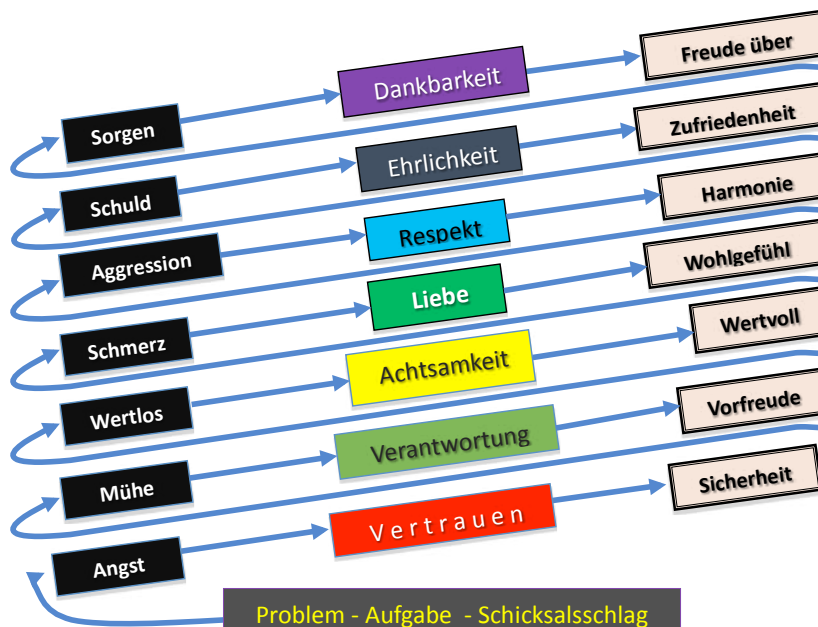 Sorgen Dankbarkeit Freude über
Schuld Ehrlichkeit Zufriedenheit
Aggression Respekt Harmonie
Schmerz Liebe Wohlgefühl
Wertlos Achtsamkeit Wertvoll
Mühe Verantwortung Vorfreude
Angst Vertrauen Sicherheit
Problem - Aufgabe - Schicksalsschlag